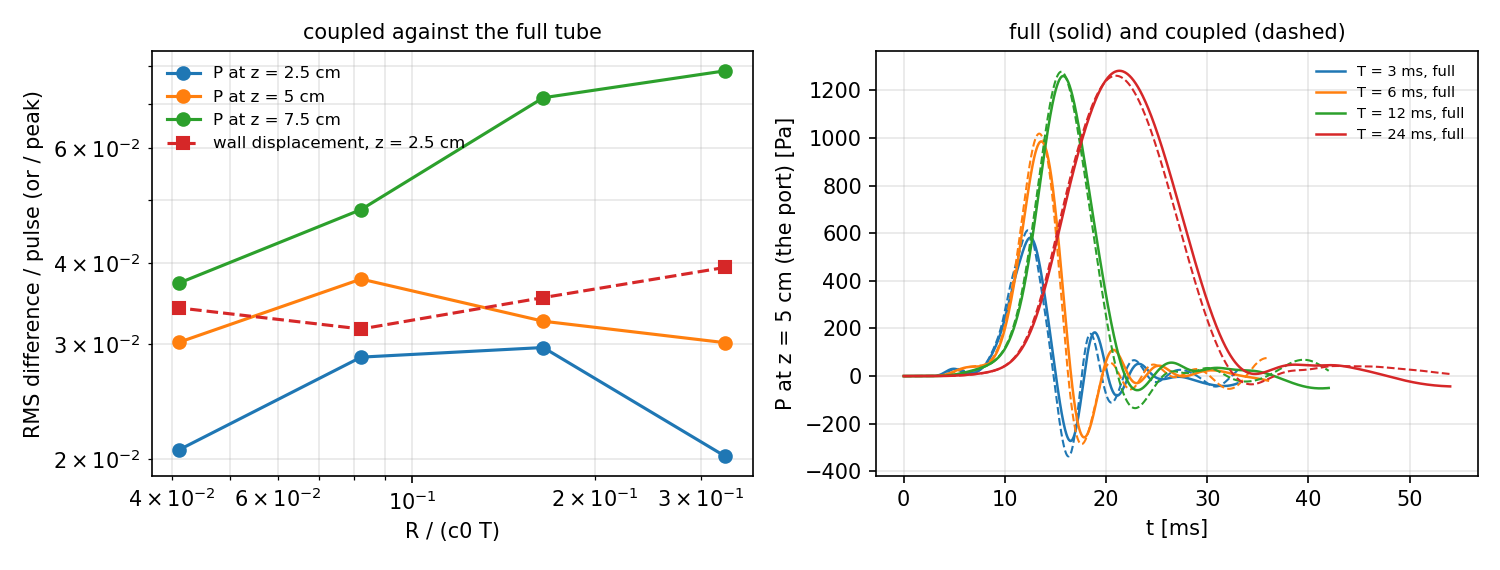 coupled against the full tube
RMS difference / pulse (or / peak)
6 × 10⁻²
4 × 10⁻²
3 × 10⁻²
2 × 10⁻²
P at z = 2.5 cm
P at z = 5 cm
P at z = 7.5 cm
wall displacement, z = 2.5 cm
4 × 10⁻² 6 × 10⁻² 10⁻¹ 2 × 10⁻¹ 3 × 10⁻¹
R / (c0 T)
full (solid) and coupled (dashed)
P at z = 5 cm (the port) [Pa]
1200
1000
800
600
400
200
0
−200
−400
T = 3 ms, full
T = 6 ms, full
T = 12 ms, full
T = 24 ms, full
0 10 20 30 40 50
t [ms]